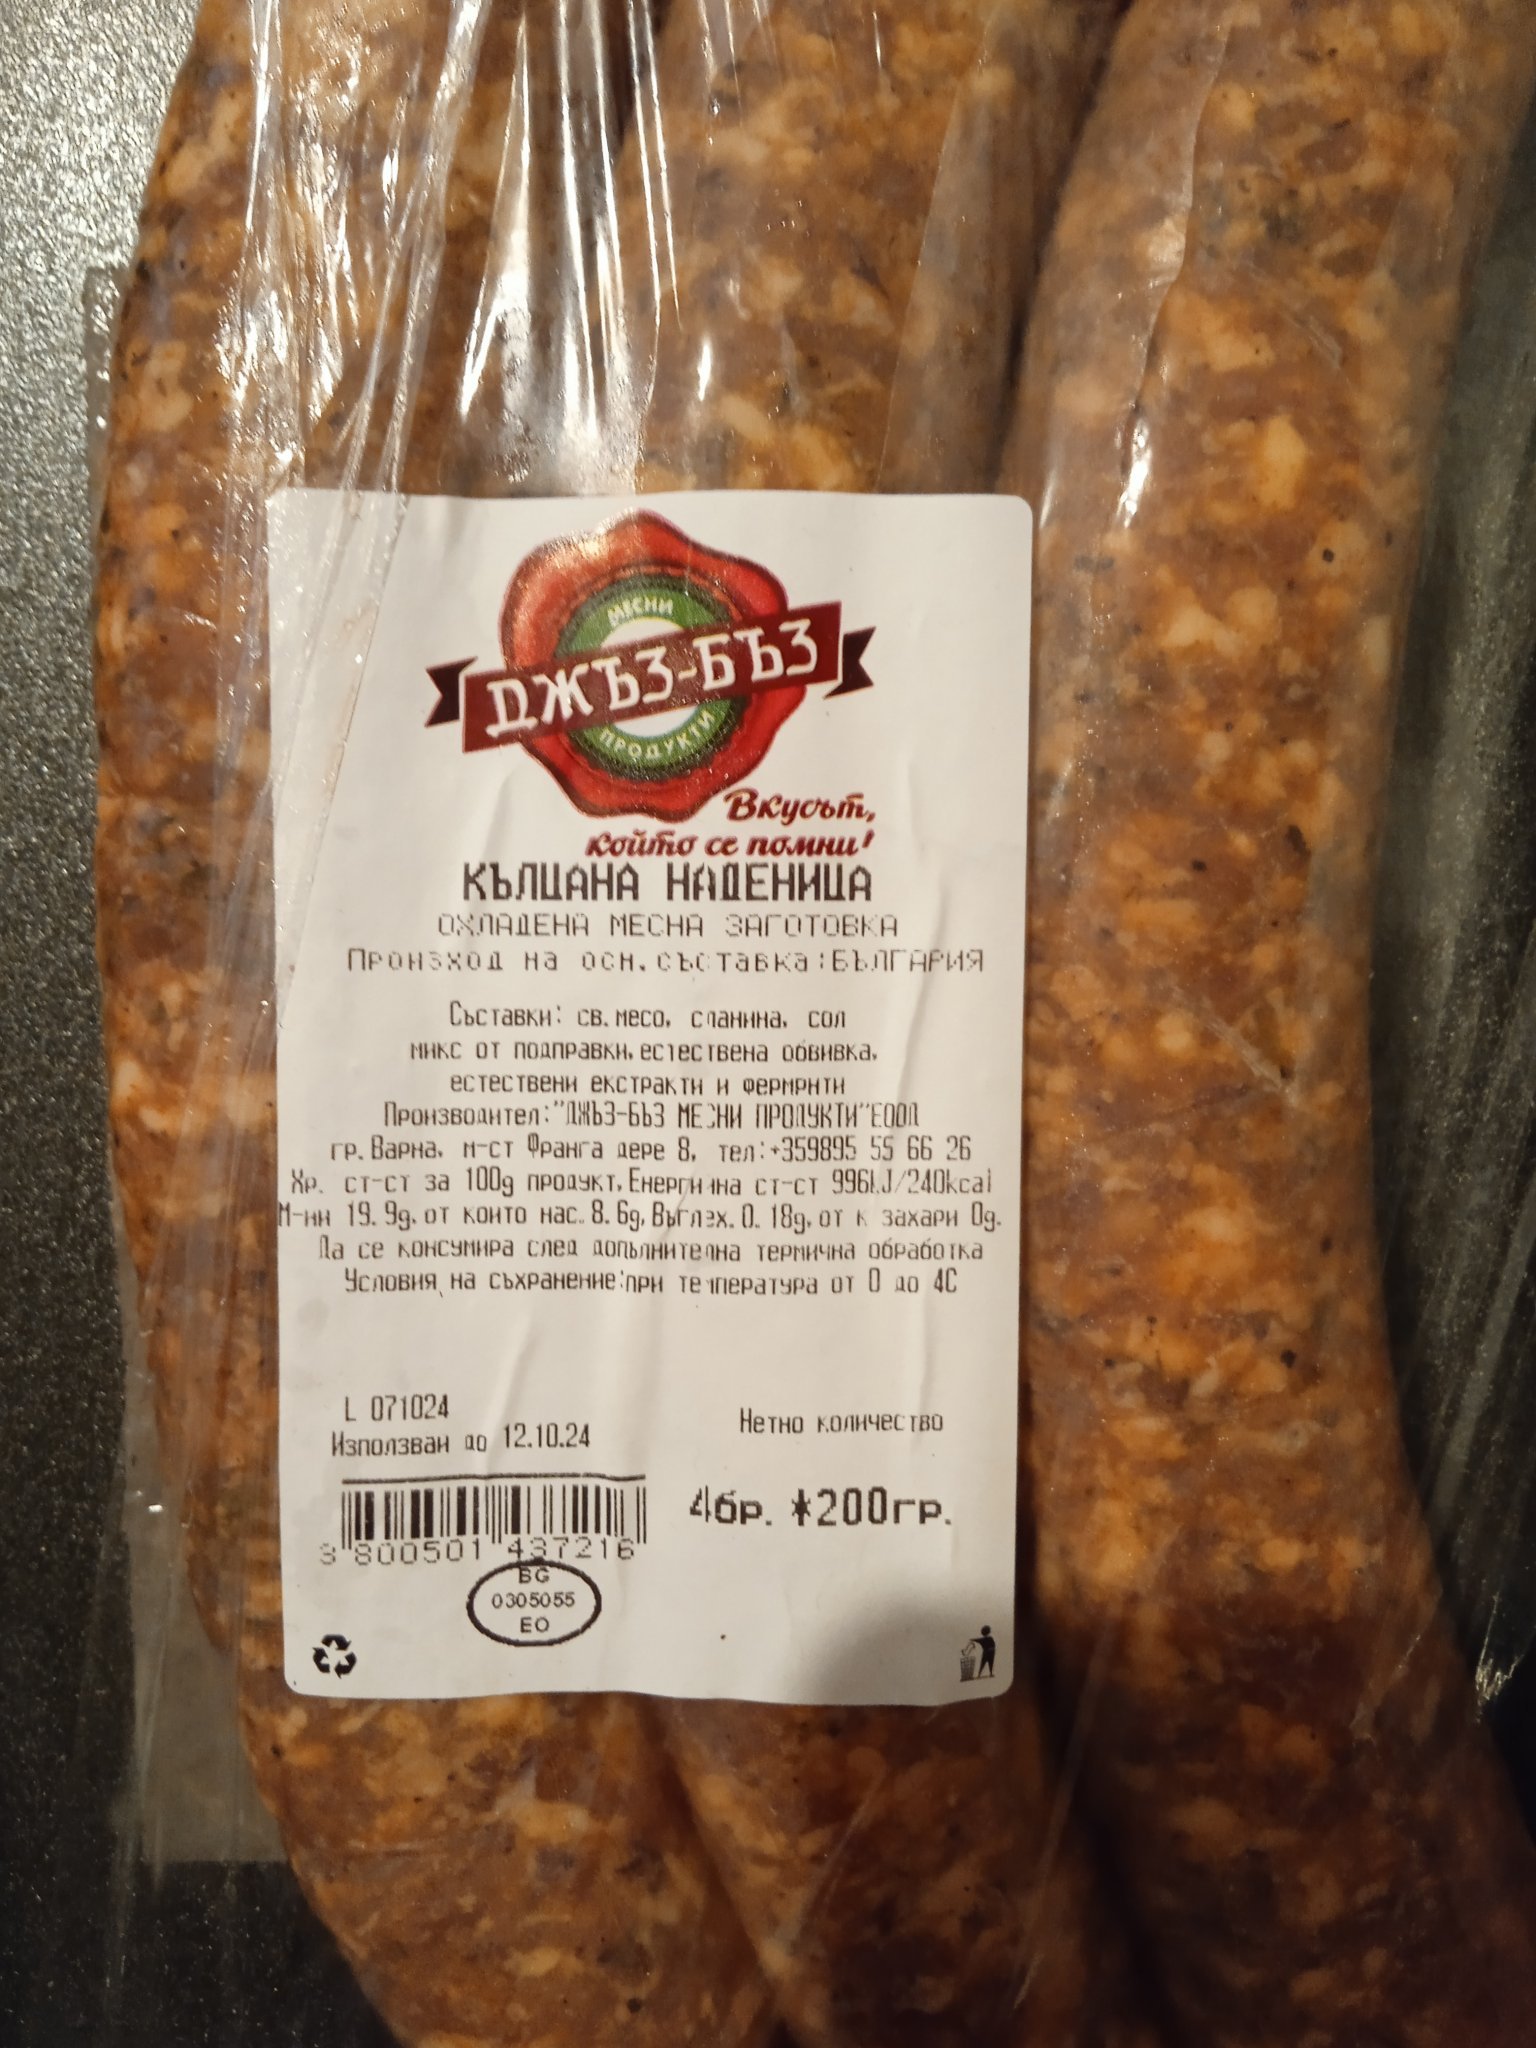 МЕСНИ
ДЖЪЗ-БЪЗ
ПРОДУКТИ
Вкусът,
който се помни!
КЪЛЦАНА НАДЕНИЦА
ОХЛАДЕНА МЕСНА ЗАГОТОВКА
Произход на осн.съставка:БЪЛГАРИЯ
Съставки: св.месо, сланина, сол
микс от подправки,естествена обвивка,
естествени екстракти и ферменти
Производител:"ДЖЪЗ-БЪЗ МЕСНИ ПРОДУКТИ"ЕООД
гр.Варна, м-ст Франга дере 8, тел:+359895 55 66 26
Хр. ст-ст за 100g продукт,Енергийна ст-ст 996kJ/240kcal
М-ни 19.9g,от които нас.8.6g,Въглех.0.18g,от к. захари 0g.
Да се консумира след допълнителна термична обработка
Условия на съхранение:при температура от 0 до 4C
L 071024
Използван до 12.10.24
Нетно количество
4бр. *200гр.
3 800501 437216
BG
0305055
EO